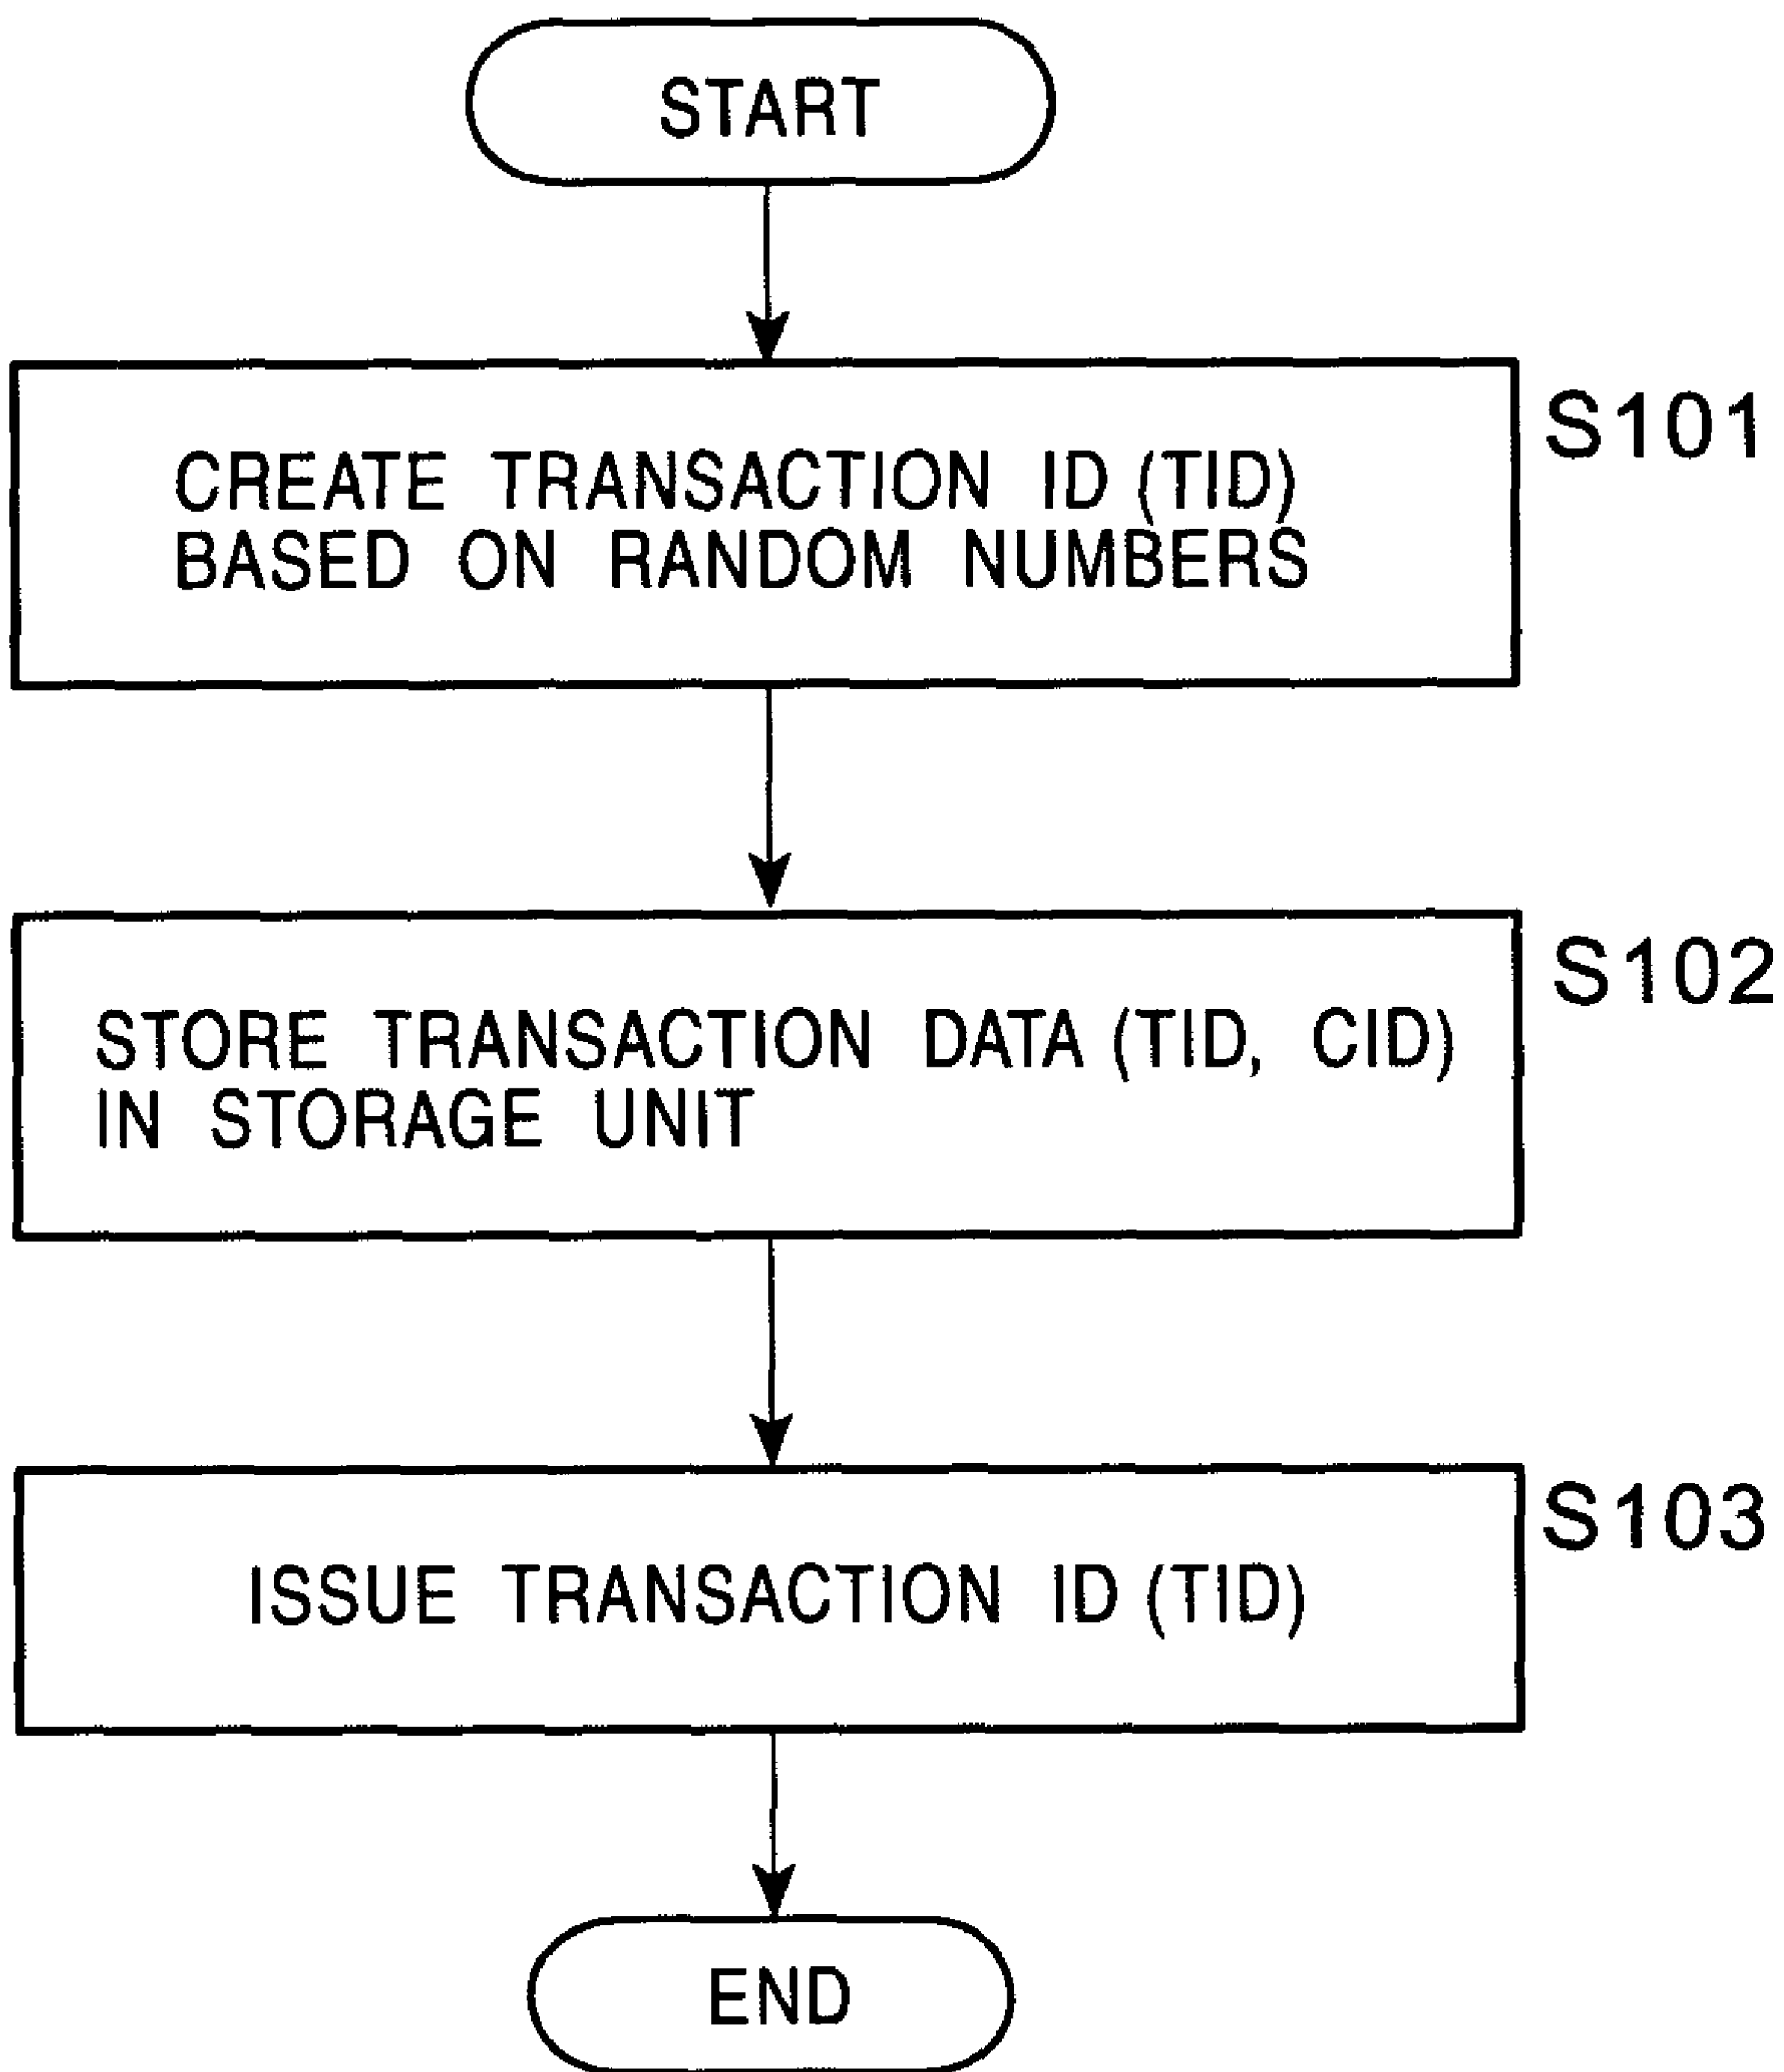 START
S101
CREATE TRANSACTION ID (TID)
BASED ON RANDOM NUMBERS
S102
STORE TRANSACTION DATA (TID, CID)
IN STORAGE UNIT
S103
ISSUE TRANSACTION ID (TID)
END